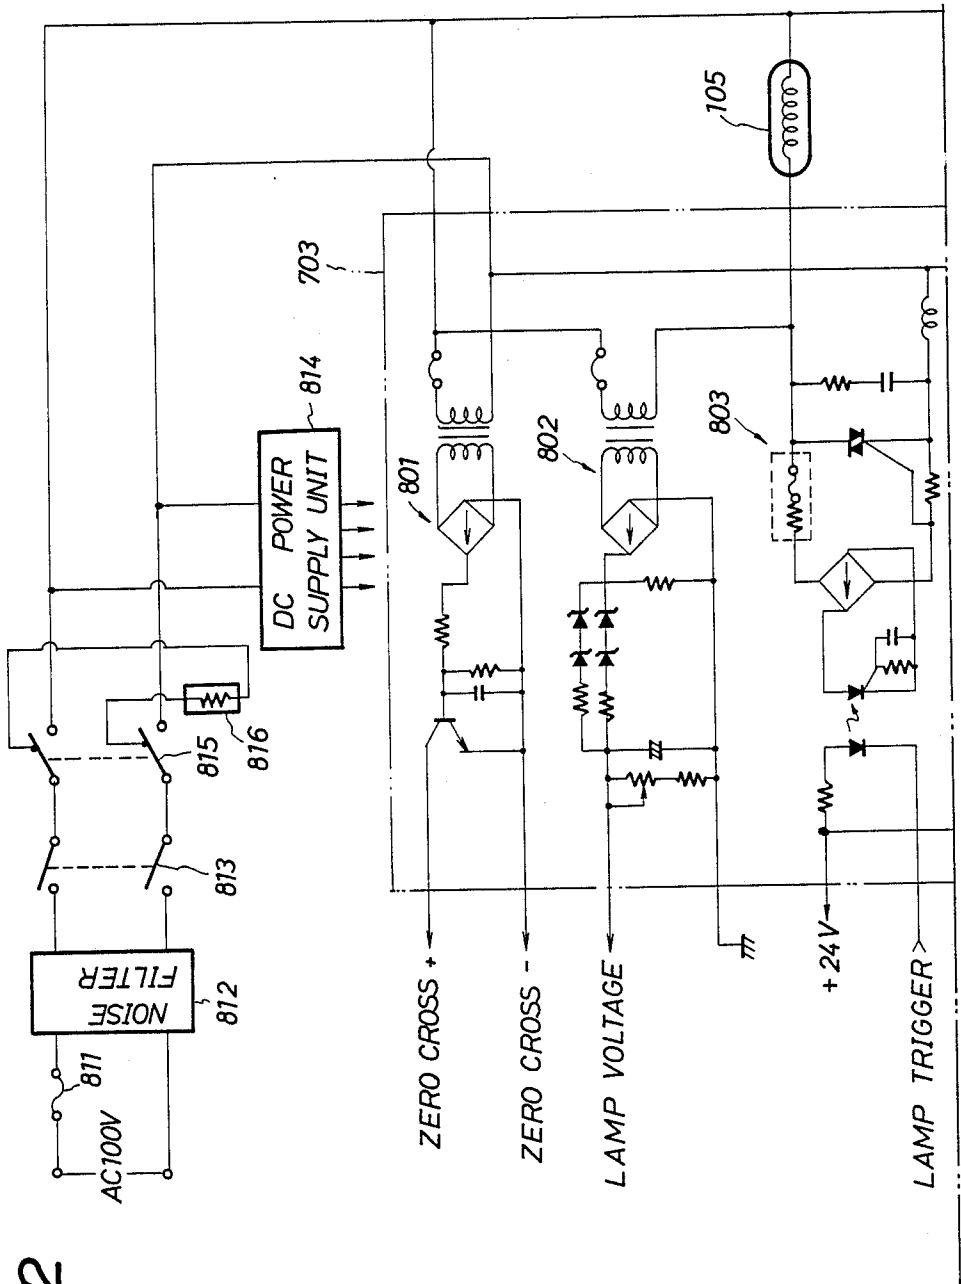 2
AC100V
811
NOISE
FILTER
812
813
815
816
DC POWER
SUPPLY UNIT
814
703
105
801
802
803
ZERO CROSS +
ZERO CROSS -
LAMP VOLTAGE
+24V
LAMP TRIGGER